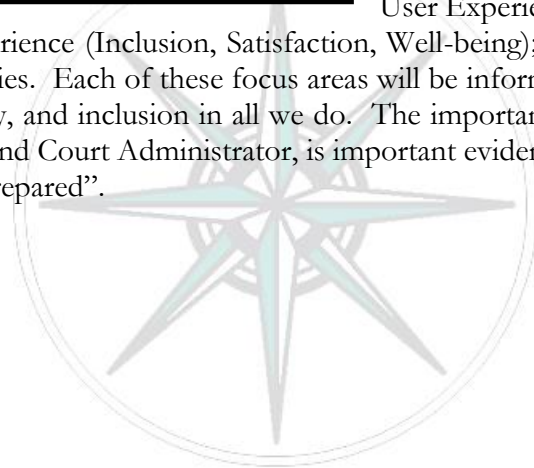 User Experie
rience (Inclusion, Satisfaction, Well-being);
ies. Each of these focus areas will be inform
y, and inclusion in all we do. The importan
nd Court Administrator, is important eviden
repared”.